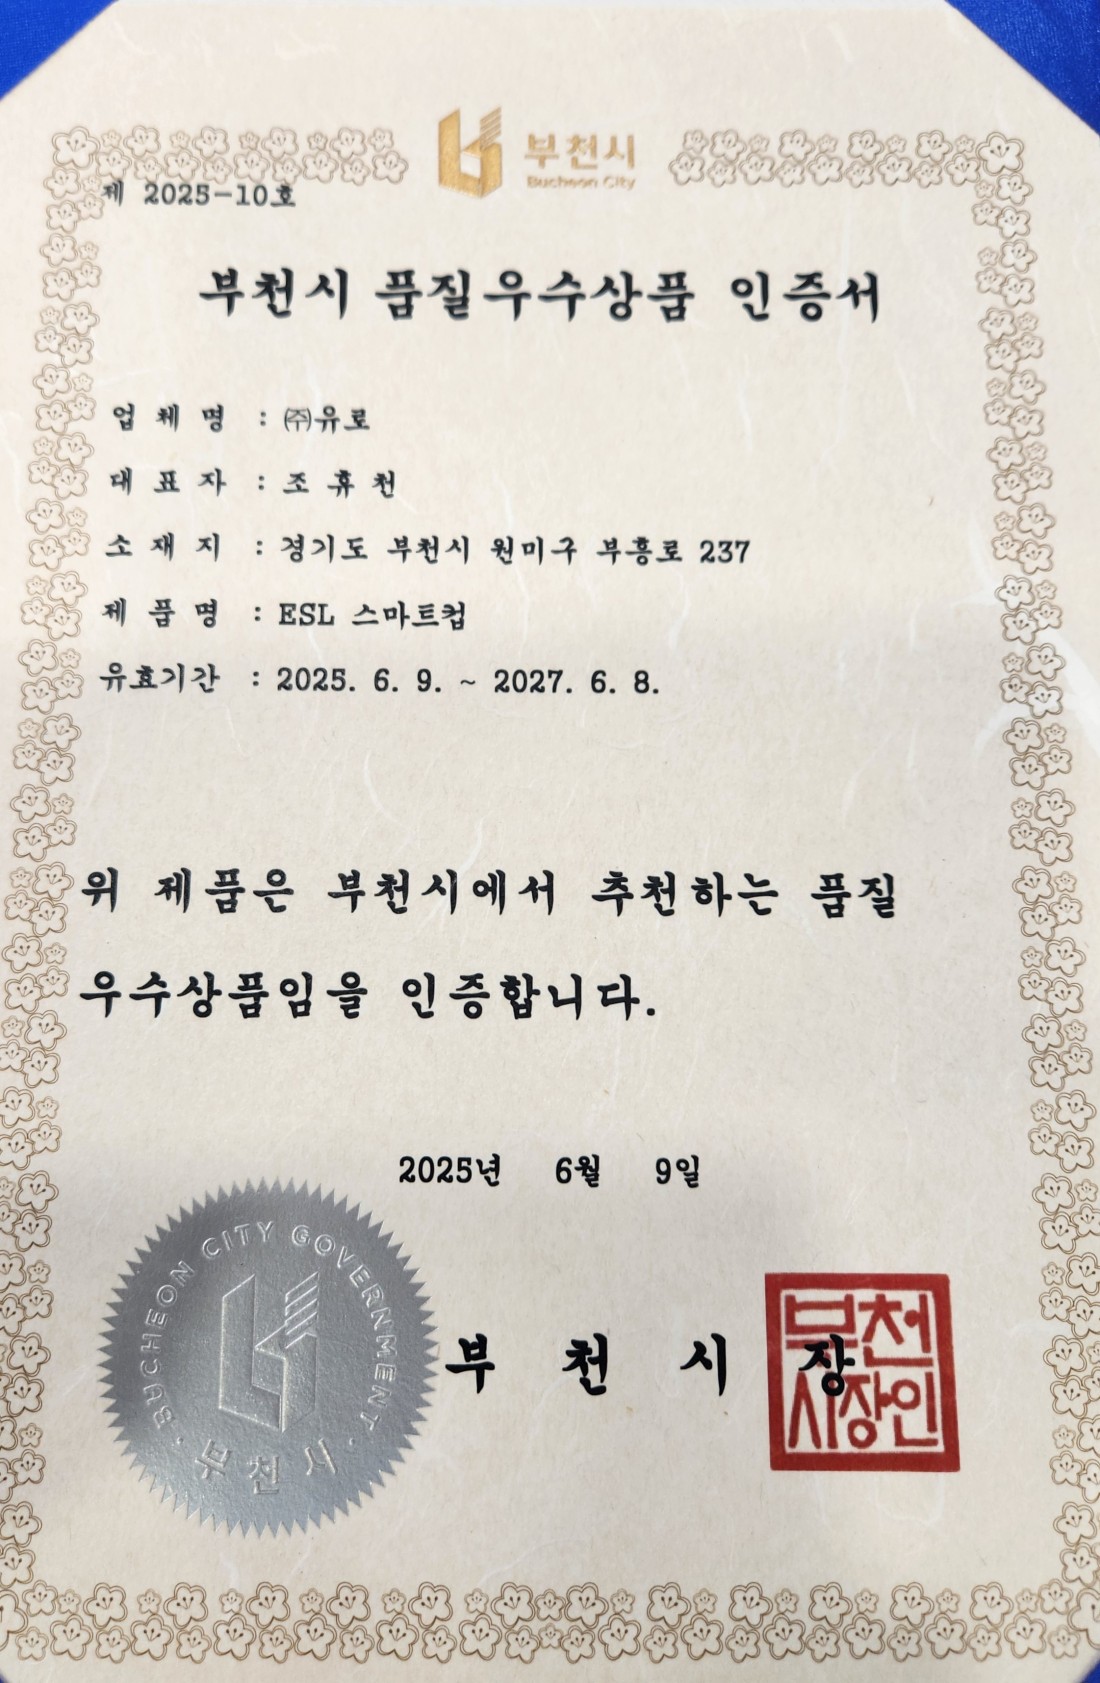 부천시
Bucheon City
제 2025-10호
부천시 품질우수상품 인증서
업 체 명 : ㈜유로
대 표 자 : 조 휴 천
소 재 지 : 경기도 부천시 원미구 부흥로 237
제 품 명 : ESL 스마트컵
유효기간 : 2025. 6. 9. ~ 2027. 6. 8.
위 제품은 부천시에서 추천하는 품질
우수상품임을 인증합니다.
2025년 6월 9일
BUCHEON CITY GOVERNMENT
· 부천시 ·
부 천 시 장
부천
시장인